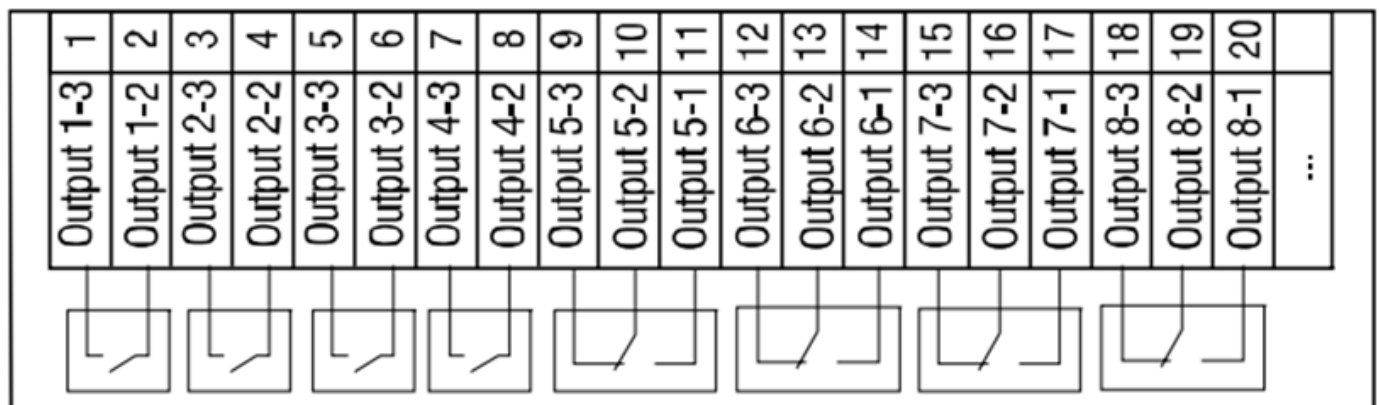 1 2 3 4 5 6 7 8 9 10 11 12 13 14 15 16 17 18 19 20
Output 1-3
Output 1-2
Output 2-3
Output 2-2
Output 3-3
Output 3-2
Output 4-3
Output 4-2
Output 5-3
Output 5-2
Output 5-1
Output 6-3
Output 6-2
Output 6-1
Output 7-3
Output 7-2
Output 7-1
Output 8-3
Output 8-2
Output 8-1
...